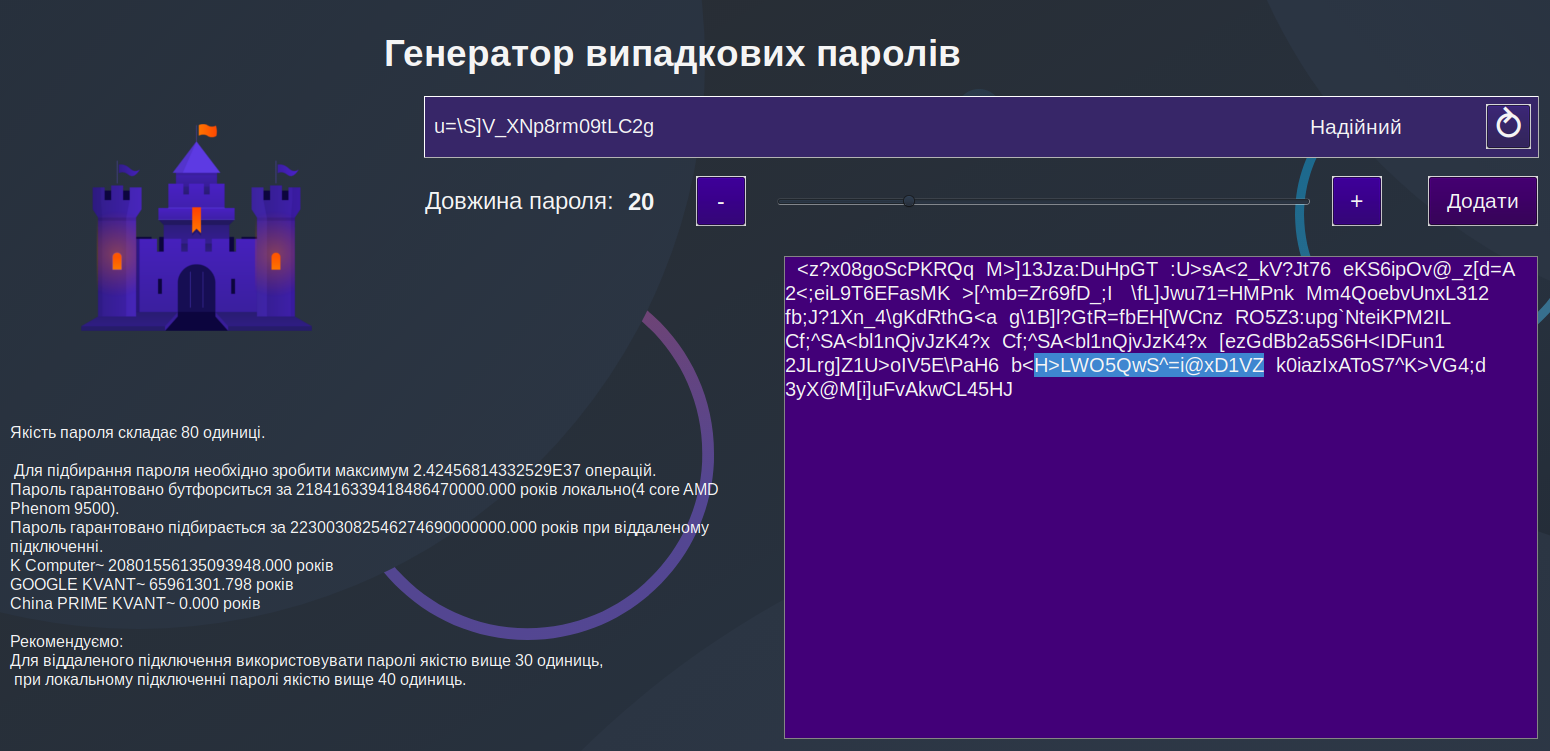 Генератор випадкових паролів
u=\S]V_XNp8rm09tLC2g Надійний
Довжина пароля: 20 - + Додати
<z?x08goScPKRQq M>]13Jza:DuHpGT :U>sA<2_kV?Jt76 eKS6ipOv@_z[d=A
2<;eiL9T6EFasMK >[^mb=Zr69fD_;I \fL]Jwu71=HMPnk Mm4QoebvUnxL312
fb;J?1Xn_4\gKdRthG<a g\1B]l?GtR=fbEH[WCnz RO5Z3:upg`NteiKPM2IL
Cf;^SA<bl1nQjvJzK4?x Cf;^SA<bl1nQjvJzK4?x [ezGdBb2a5S6H<IDFun1
2JLrg]Z1U>oIV5E\PaH6 b<H>LWO5QwS^=i@xD1VZ k0iazIxAToS7^K>VG4;d
3yX@M[i]uFvAkwCL45HJ
Якість пароля складає 80 одиниці.
Для підбирання пароля необхідно зробити максимум 2.42456814332529E37 операцій.
Пароль гарантовано бутфорситься за 218416339418486470000.000 років локально(4 core AMD
Phenom 9500).
Пароль гарантовано підбирається за 223003082546274690000000.000 років при віддаленому
підключенні.
K Computer~ 20801556135093948.000 років
GOOGLE KVANT~ 65961301.798 років
China PRIME KVANT~ 0.000 років
Рекомендуємо:
Для віддаленого підключення використовувати паролі якістю вище 30 одиниць,
при локальному підключенні паролі якістю вище 40 одиниць.